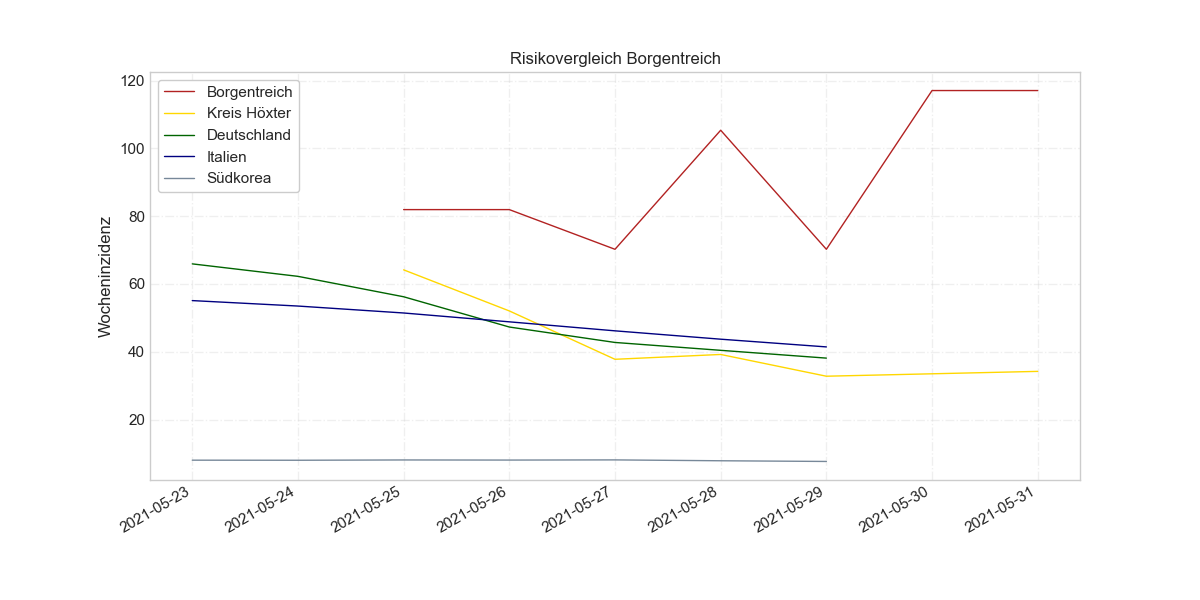 Risikovergleich Borgentreich
Borgentreich
Kreis Höxter
Deutschland
Italien
Südkorea
Wocheninzidenz
120
100
80
60
40
20
2021-05-23
2021-05-24
2021-05-25
2021-05-26
2021-05-27
2021-05-28
2021-05-29
2021-05-30
2021-05-31